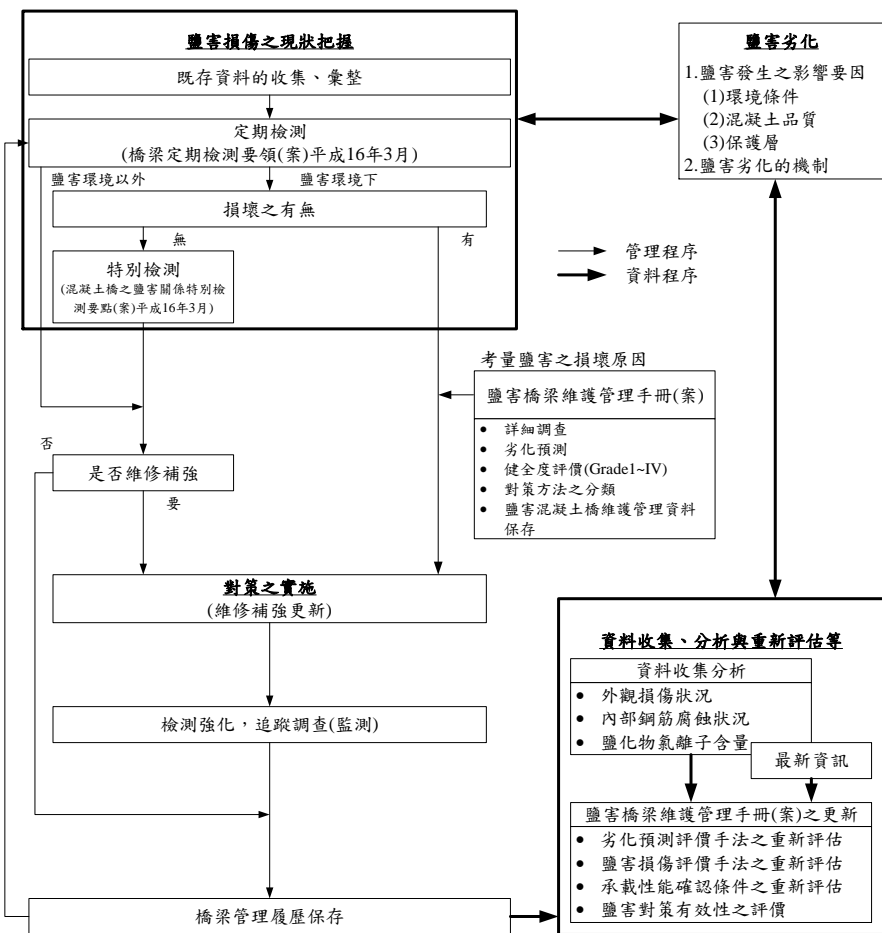 鹽害損傷之現狀把握
既存資料的收集、彙整
定期檢測
(橋梁定期檢測要領(案)平成16年3月)
鹽害環境以外
鹽害環境下
損壞之有無
無
有
特別檢測
(混凝土橋之鹽害關係特別檢
測要點(案)平成16年3月)
鹽害劣化
1.鹽害發生之影響要因
(1)環境條件
(2)混凝土品質
(3)保護層
2.鹽害劣化的機制
管理程序
資料程序
考量鹽害之損壞原因
鹽害橋梁維護管理手冊(案)
• 詳細調查
• 劣化預測
• 健全度評價(Grade1~IV)
• 對策方法之分類
• 鹽害混凝土橋維護管理資料
保存
否
是否維修補強
要
對策之實施
(維修補強更新)
檢測強化，追蹤調查(監測)
橋梁管理履歷保存
資料收集、分析與重新評估等
資料收集分析
• 外觀損傷狀況
• 內部鋼筋腐蝕狀況
• 鹽化物氯離子含量
最新資訊
鹽害橋梁維護管理手冊(案)之更新
• 劣化預測評價手法之重新評估
• 鹽害損傷評價手法之重新評估
• 承載性能確認條件之重新評估
• 鹽害對策有效性之評價